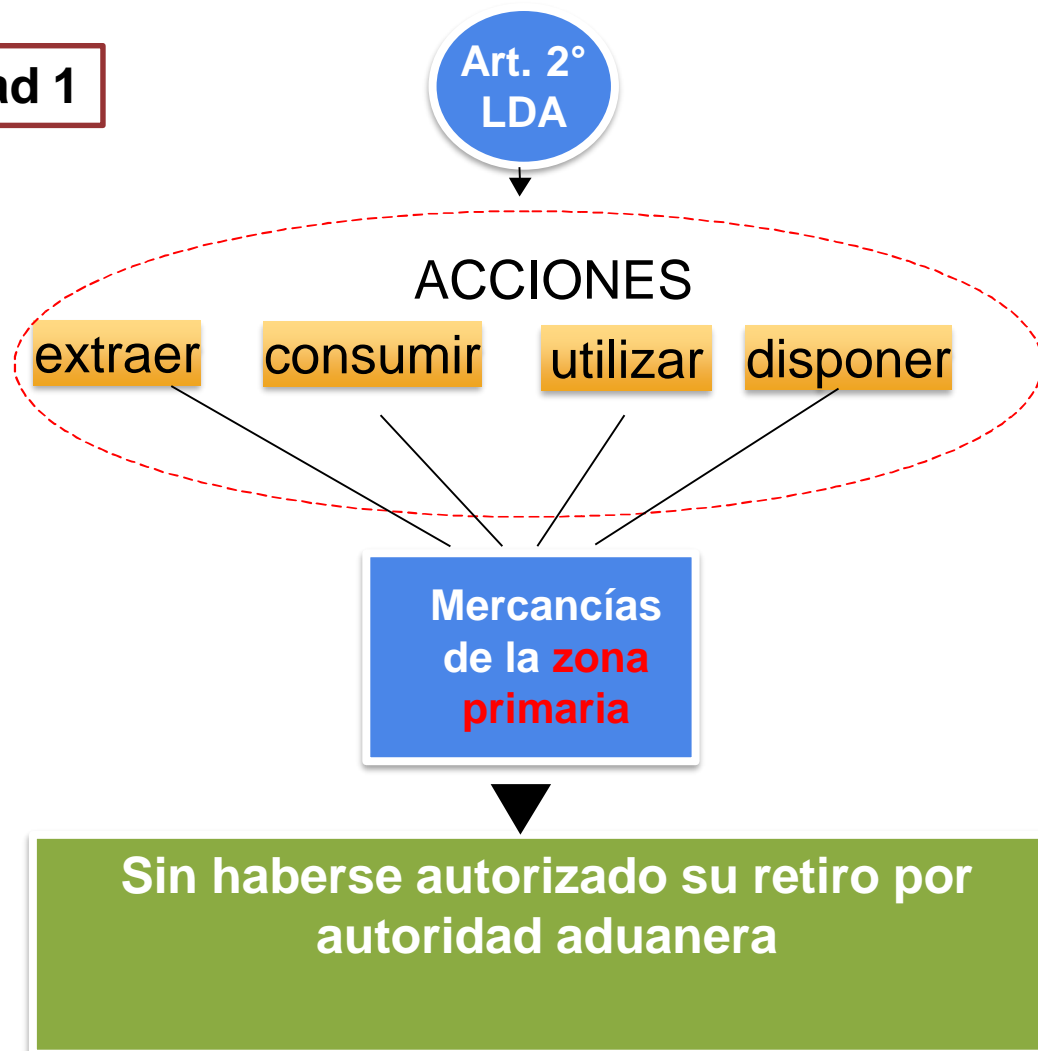 ad 1
Art. 2°
LDA
ACCIONES
extraer consumir utilizar disponer
Mercancías
de la zona
primaria
Sin haberse autorizado su retiro por
autoridad aduanera